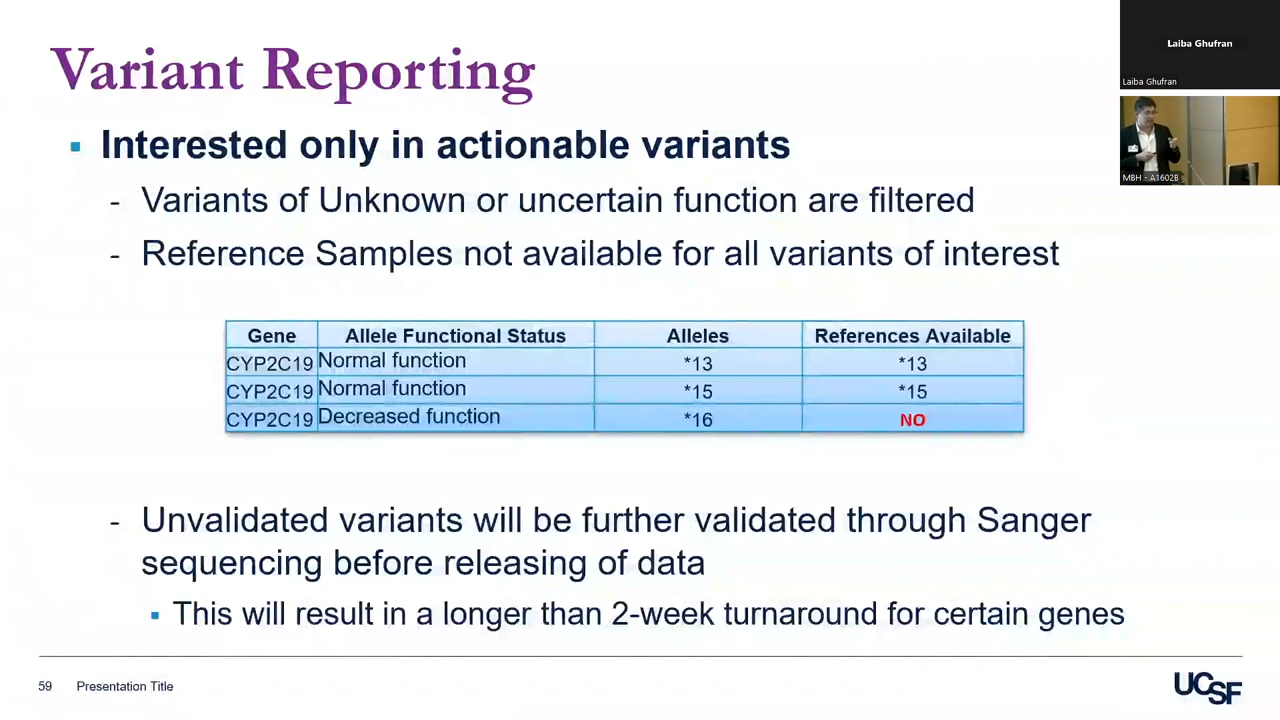 Variant Reporting
Laiba Ghufran
Laiba Ghufran
MBH - A1602B
▪ Interested only in actionable variants
- Variants of Unknown or uncertain function are filtered
- Reference Samples not available for all variants of interest
Gene Allele Functional Status Alleles References Available
CYP2C19 Normal function *13 *13
CYP2C19 Normal function *15 *15
CYP2C19 Decreased function *16 NO
- Unvalidated variants will be further validated through Sanger
sequencing before releasing of data
▪ This will result in a longer than 2-week turnaround for certain genes
59 Presentation Title
UCSF